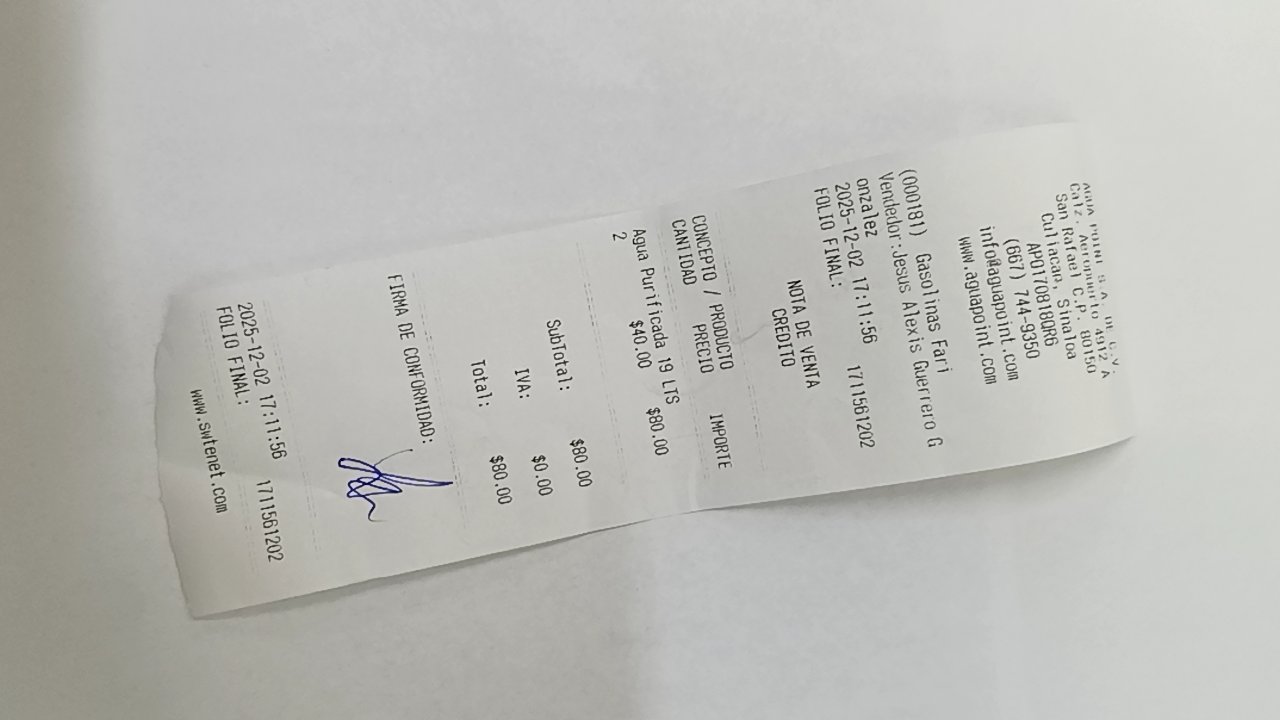 AGUA POINT S.A. DE C.V.
Calz. Aeropuerto 4912 A
San Rafael C.P. 80150
Culiacan, Sinaloa
APO170818QR6
(667) 744-9350
info@aguapoint.com
www.aguapoint.com
(000181) Gasolinas Fari
Vendedor:Jesus Alexis Guerrero G
onzalez
2025-12-02 17:11:56
FOLIO FINAL: 1711561202
NOTA DE VENTA
CREDITO
CONCEPTO / PRODUCTO
CANTIDAD PRECIO IMPORTE
Agua Purificada 19 LTS
2 $40.00 $80.00
SubTotal: $80.00
IVA: $0.00
Total: $80.00
FIRMA DE CONFORMIDAD:
2025-12-02 17:11:56
FOLIO FINAL: 1711561202
www.swtenet.com